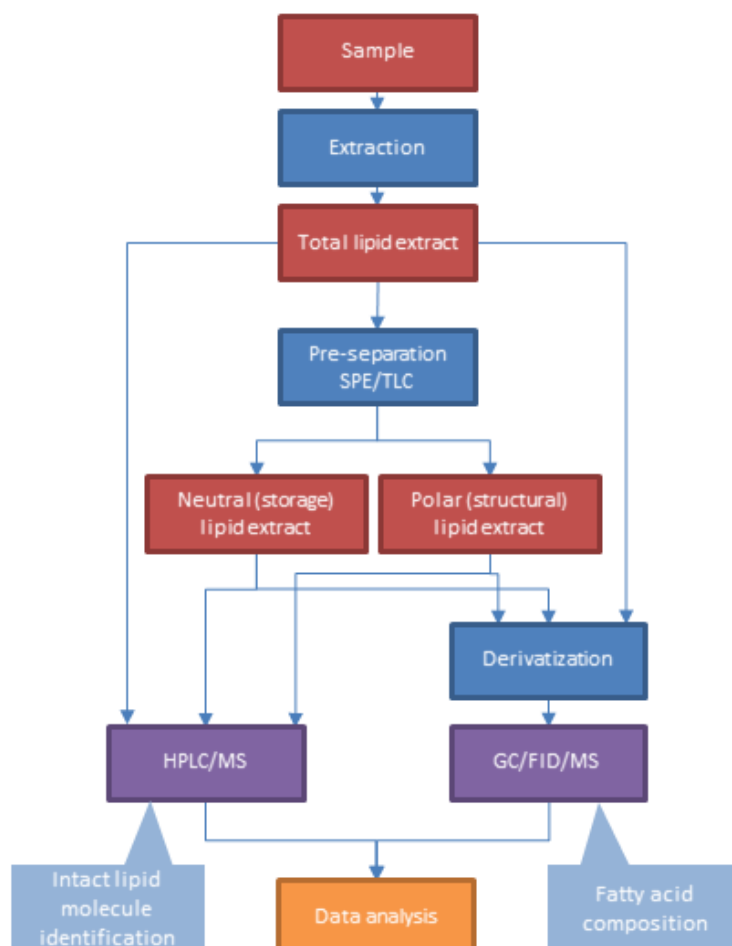 Sample
Extraction
Total lipid extract
Pre-separation
SPE/TLC
Neutral (storage)
lipid extract
Polar (structural)
lipid extract
Derivatization
HPLC/MS
GC/FID/MS
Intact lipid
molecule
identification
Data analysis
Fatty acid
composition